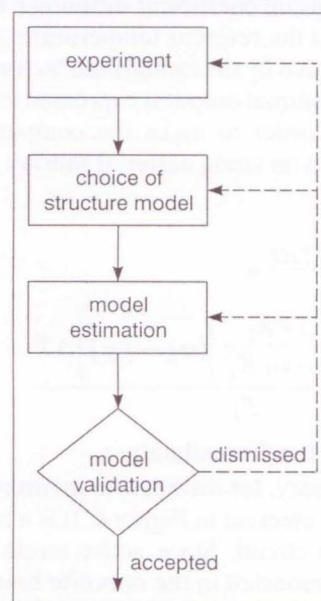 experiment
choice of
structure model
model
estimation
model
validation
dismissed
accepted